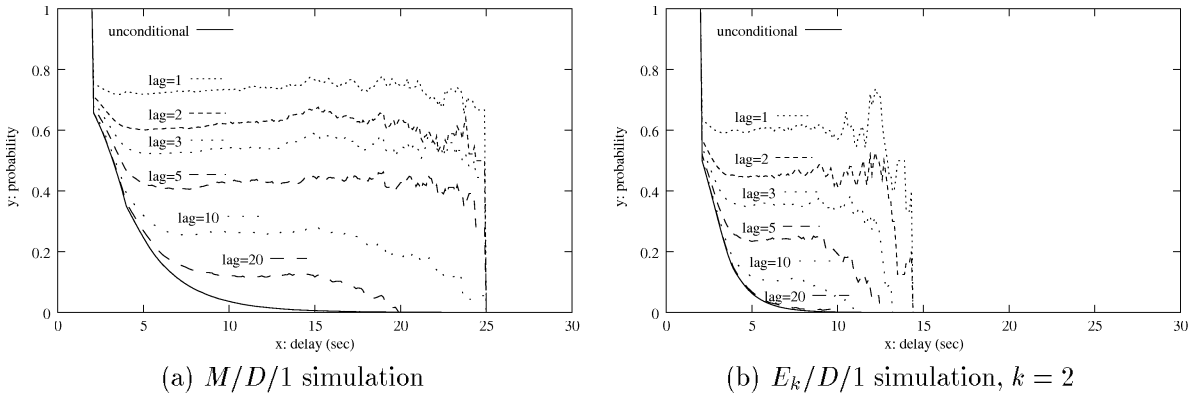 1
0.8
0.6
0.4
0.2
0
0
5
10
15
20
25
30
y: probability
x: delay (sec)
unconditional
lag=1
lag=2
lag=3
lag=5
lag=10
lag=20
(a) M/D/1 simulation
1
0.8
0.6
0.4
0.2
0
0
5
10
15
20
25
30
y: probability
x: delay (sec)
unconditional
lag=1
lag=2
lag=3
lag=5
lag=10
lag=20
(b) E_k/D/1 simulation, k = 2